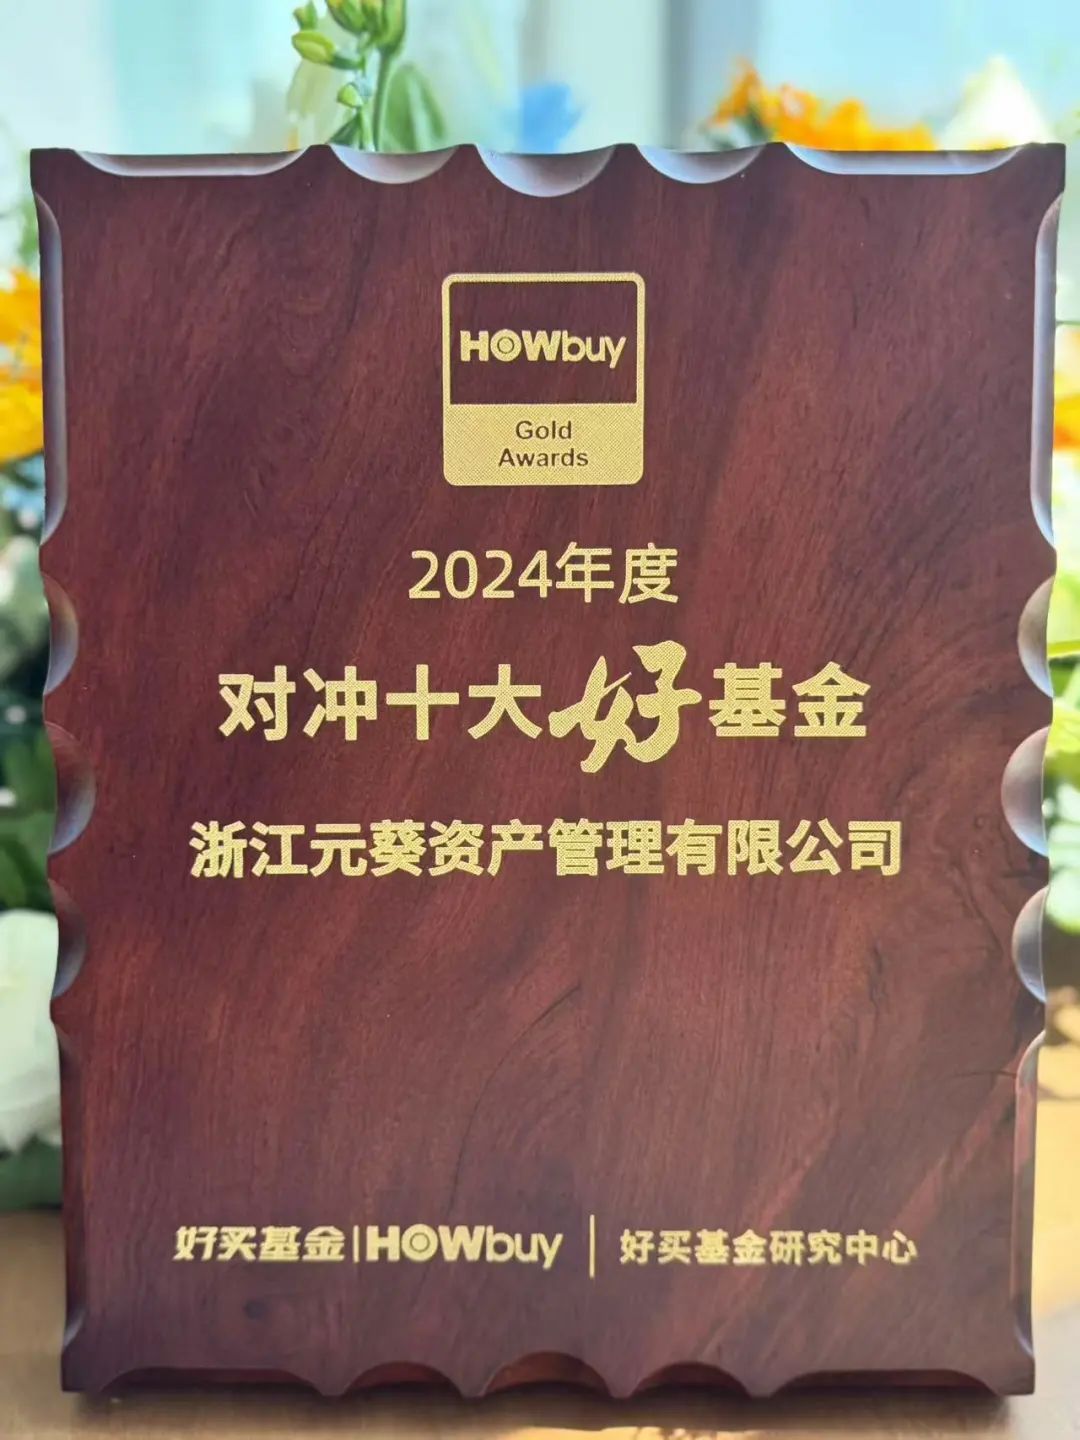 HOWbuy
Gold
Awards
2024年度
对冲十大好基金
浙江元葵资产管理有限公司
好买基金|HOWbuy | 好买基金研究中心